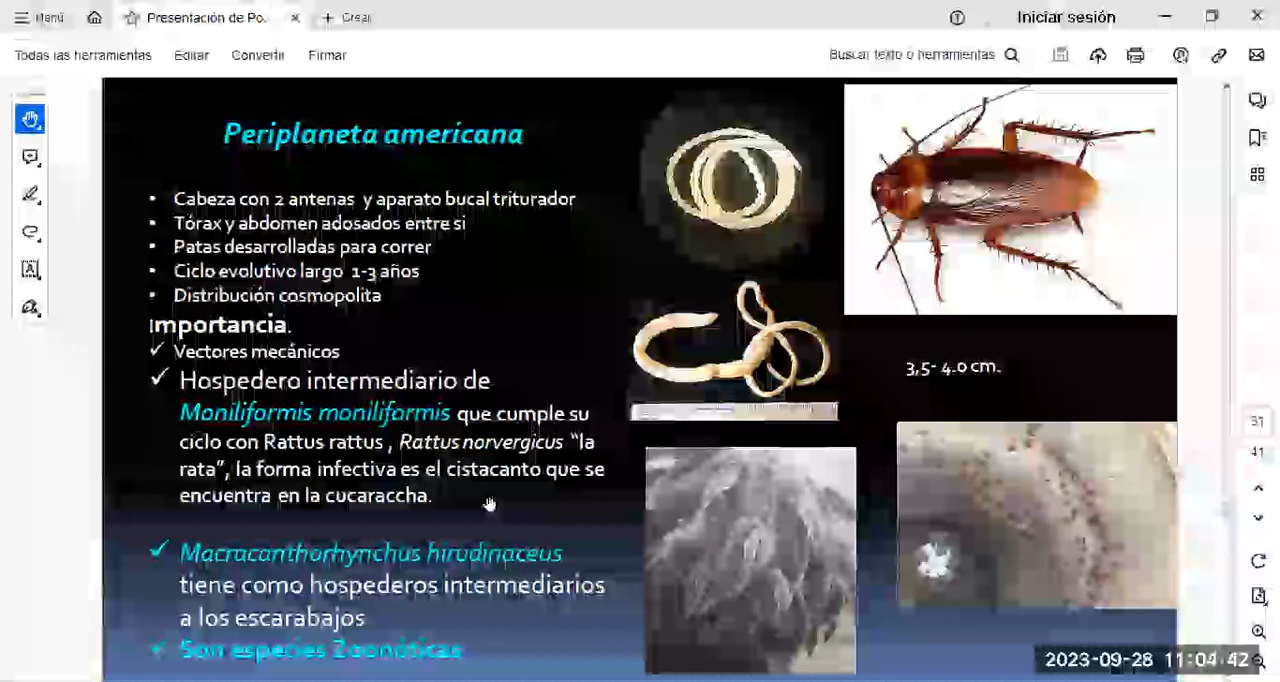 Menú
Presentación de Po.
Crear
Iniciar sesión
Todas las herramientas Editar Convertir Firmar
Buscar texto o herramientas
Periplaneta americana
• Cabeza con 2 antenas y aparato bucal triturador
• Tórax y abdomen adosados entre si
• Patas desarrolladas para correr
• Ciclo evolutivo largo 1-3 años
• Distribución cosmopolita
Importancia.
✓ Vectores mecánicos
✓ Hospedero intermediario de
Moniliformis moniliformis que cumple su
ciclo con Rattus rattus , Rattus norvergicus "la
rata", la forma infectiva es el cistacanto que se
encuentra en la cucaraccha.
✓ Macracanthorhynchus hirudinaceus
tiene como hospederos intermediarios
a los escarabajos
✓ Son especies Zoonóticas
3,5- 4.0 cm.
31
41
2023-09-28 11:04:42